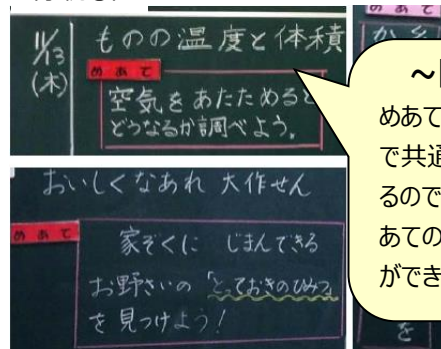 11/13
(木)
ものの温度と体積
めあて
空気をあたためると
どうなるか調べよう。
おいしくなあれ 大作せん
めあて
家ぞくに じまんできる
お野さいの「とっておきのひみつ」
を見つけよう!
めあて
めあて
で共通
るので
あての
ができ
を